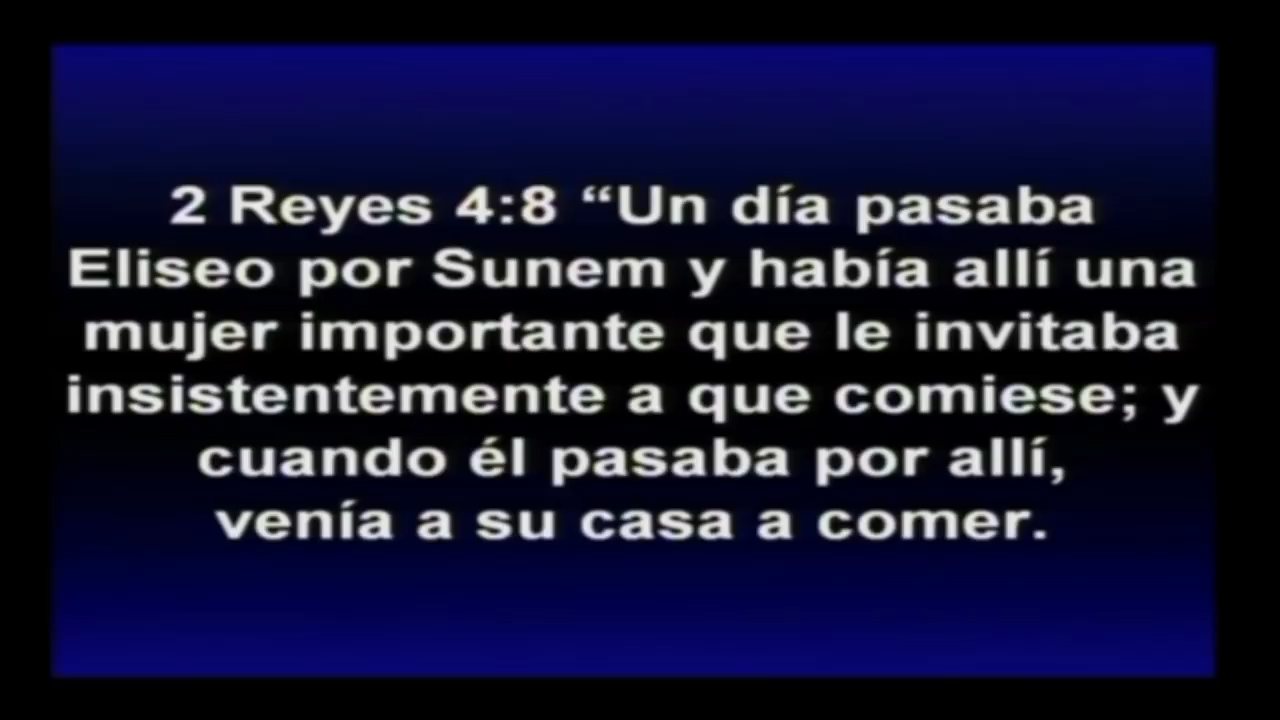 2 Reyes 4:8 “Un día pasaba
Eliseo por Sunem y había allí una
mujer importante que le invitaba
insistentemente a que comiese; y
cuando él pasaba por allí,
venía a su casa a comer.